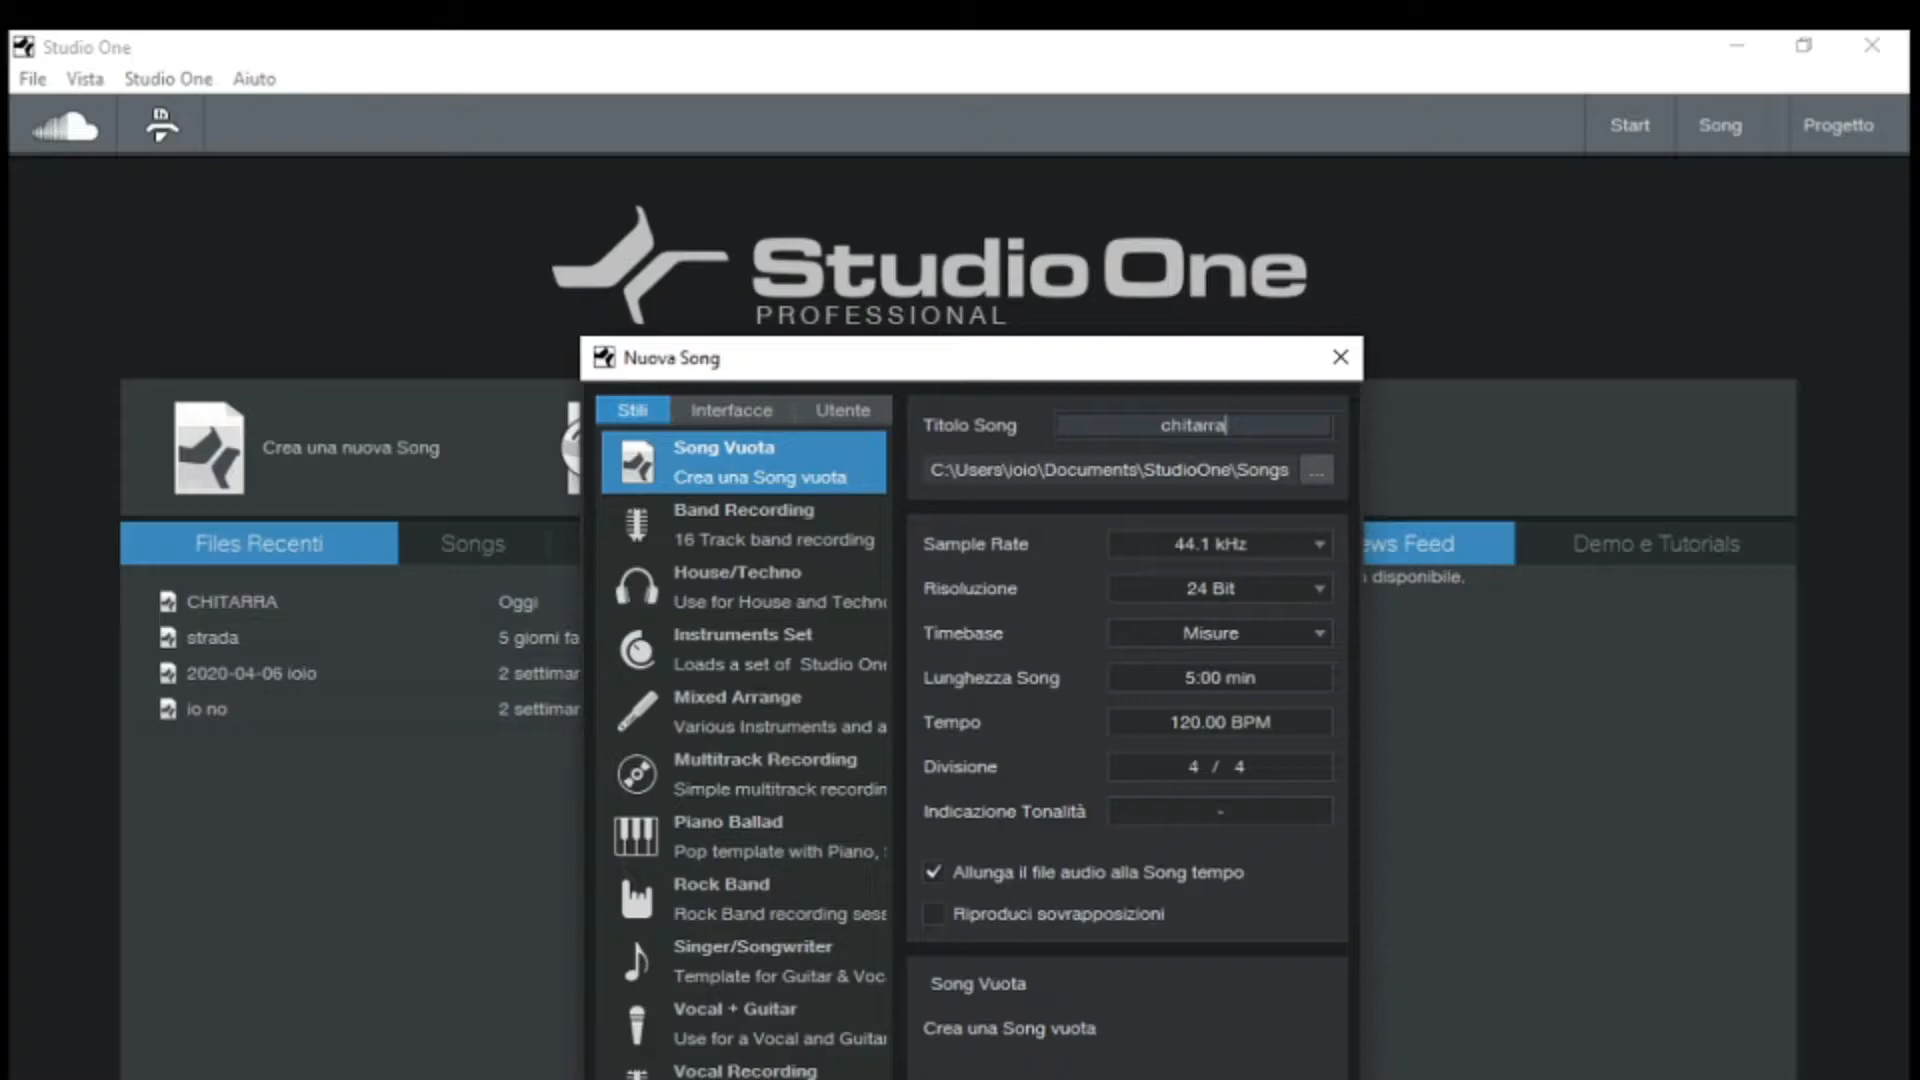 Studio One
File Vista Studio One Aiuto
Start Song Progetto
Studio One
PROFESSIONAL
Nuova Song
Crea una nuova Song
Files Recenti Songs
CHITARRA Oggi
strada 5 giorni fa
2020-04-06 ioio 2 settimar
io no 2 settimar
Stili Interfacce Utente
Song Vuota
Crea una Song vuota
Band Recording
16 Track band recording
House/Techno
Use for House and Techno
Instruments Set
Loads a set of Studio One
Mixed Arrange
Various Instruments and a
Multitrack Recording
Simple multitrack recordin
Piano Ballad
Pop template with Piano,
Rock Band
Rock Band recording sess
Singer/Songwriter
Template for Guitar & Voc
Vocal + Guitar
Use for a Vocal and Guitar
Vocal Recording
Titolo Song chitarra
C:\Users\ioio\Documents\StudioOne\Songs ...
Sample Rate 44.1 kHz
Risoluzione 24 Bit
Timebase Misure
Lunghezza Song 5:00 min
Tempo 120.00 BPM
Divisione 4 / 4
Indicazione Tonalità -
Allunga il file audio alla Song tempo
Riproduci sovrapposizioni
Song Vuota
Crea una Song vuota
ews Feed Demo e Tutorials
disponibile.